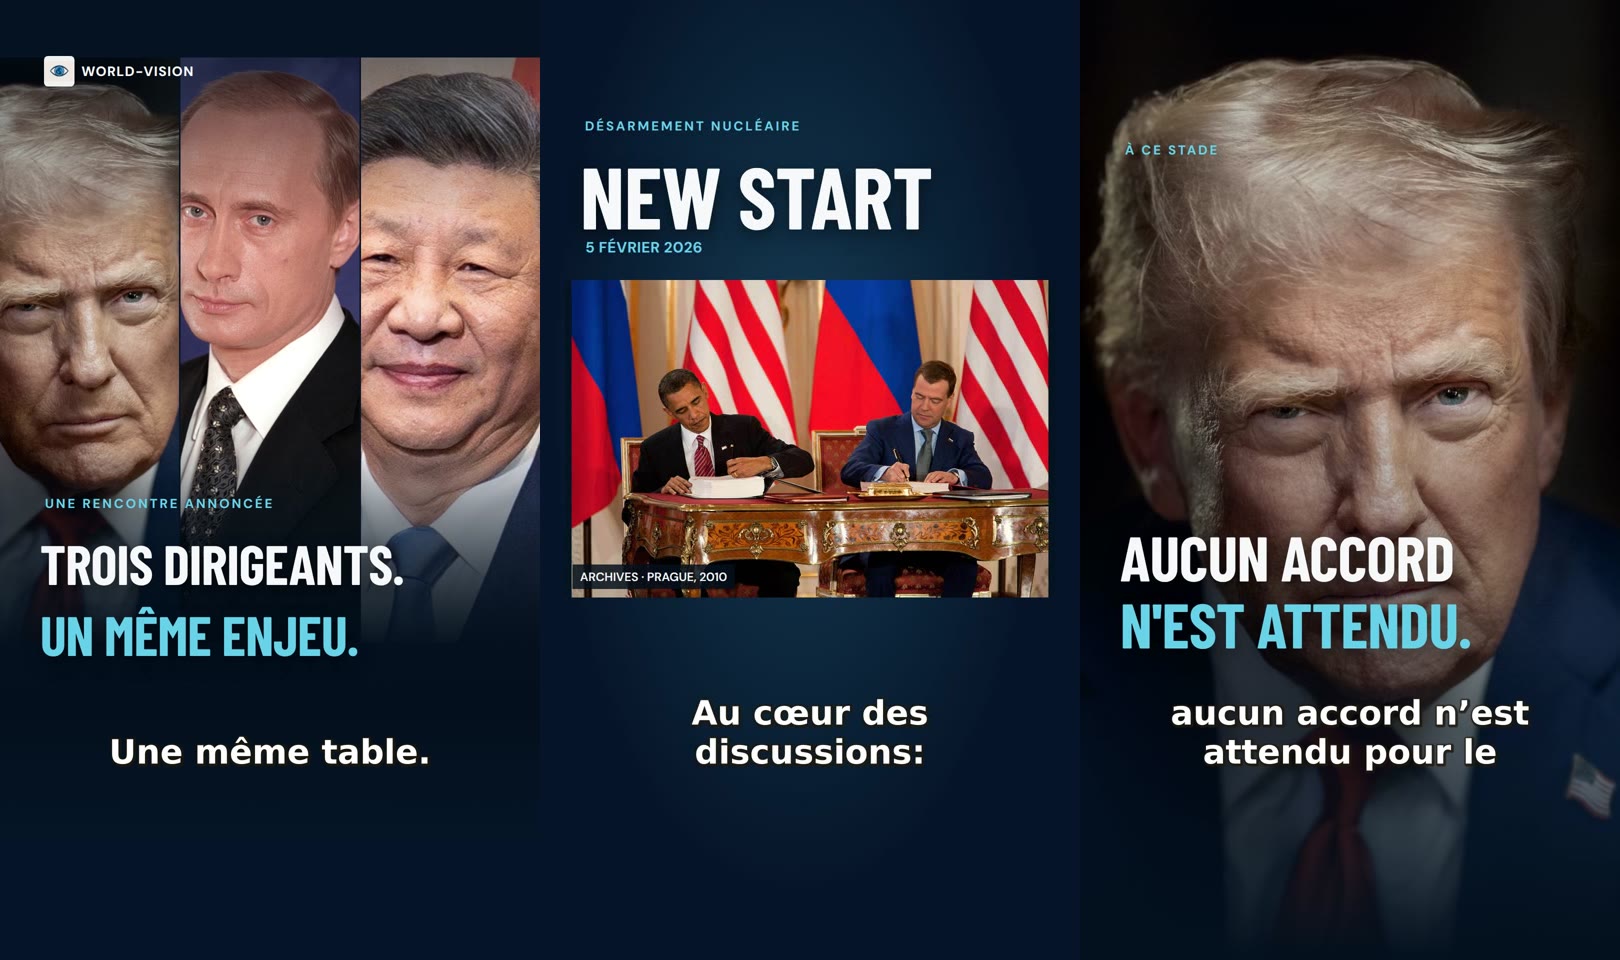 WORLD-VISION
UNE RENCONTRE ANNONCÉE
TROIS DIRIGEANTS.
UN MÊME ENJEU.
Une même table.
DÉSARMEMENT NUCLÉAIRE
NEW START
5 FÉVRIER 2026
ARCHIVES · PRAGUE, 2010
Au cœur des
discussions:
À CE STADE
AUCUN ACCORD
N'EST ATTENDU.
aucun accord n’est
attendu pour le